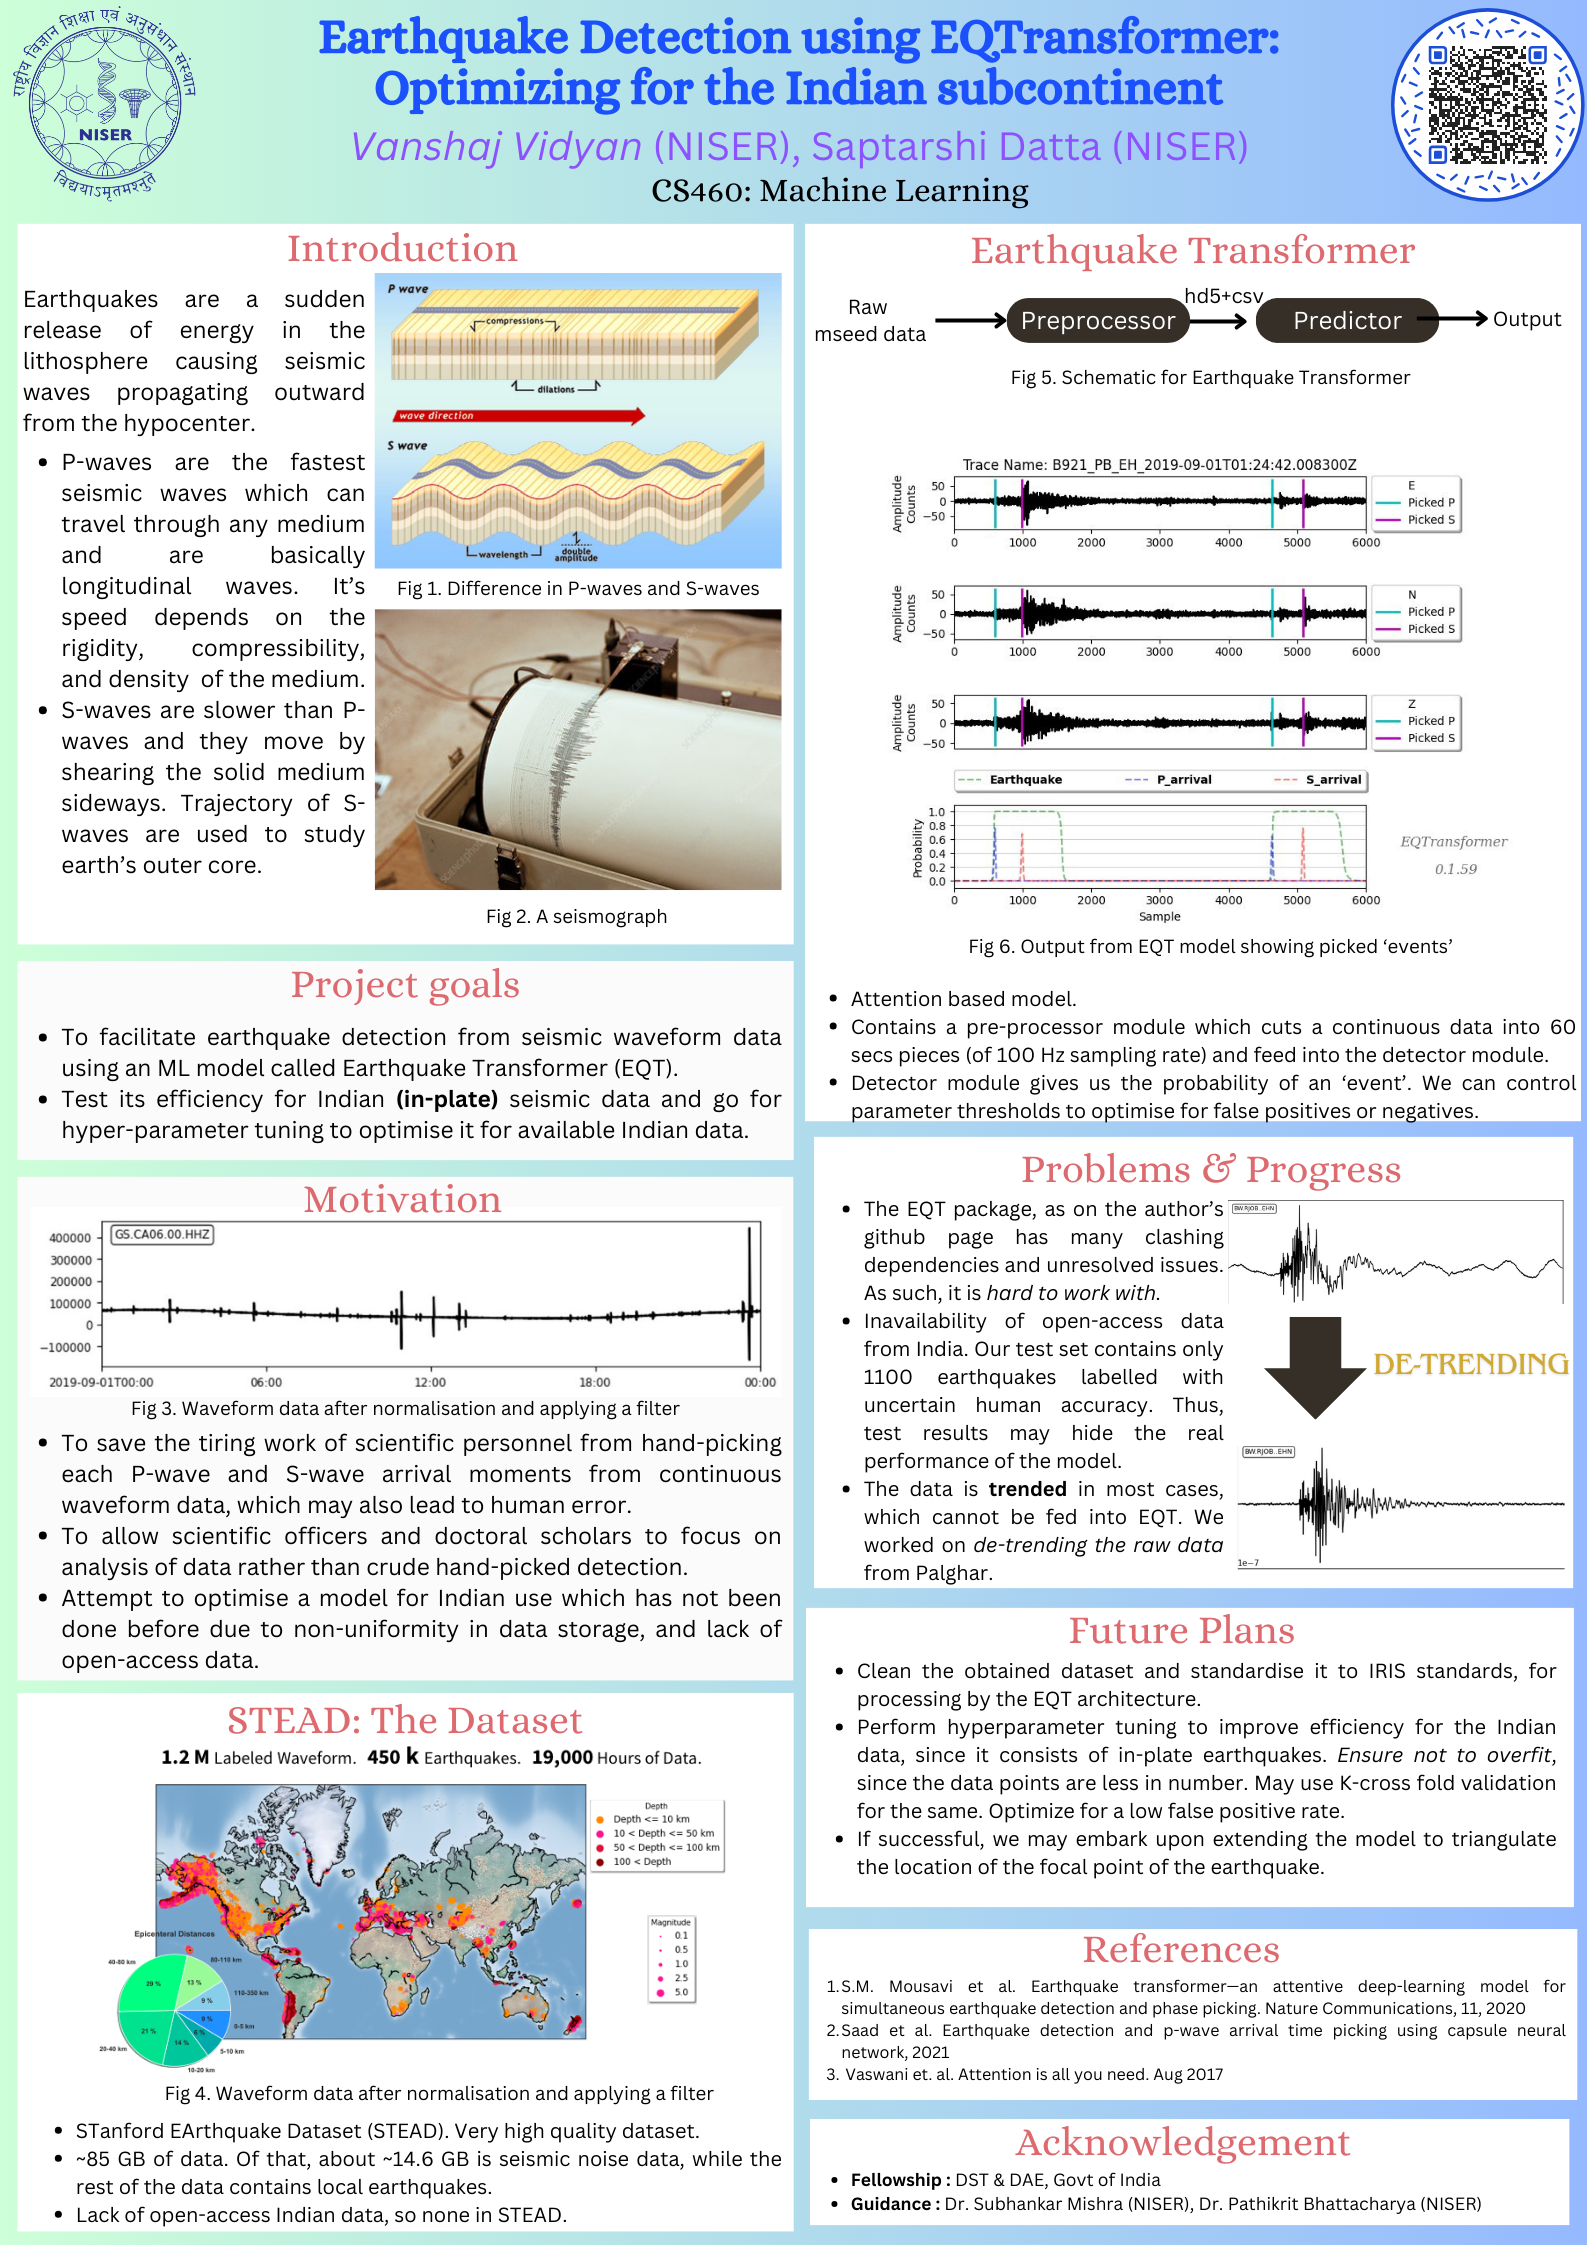 राष्ट्रीय विज्ञान शिक्षा एवं अनुसंधान संस्थान
NISER
विद्ययाऽमृतमश्नुते
Earthquake Detection using EQTransformer:
Optimizing for the Indian subcontinent
Vanshaj Vidyan (NISER), Saptarshi Datta (NISER)
CS460: Machine Learning
Introduction
Earthquakes are a sudden
release of energy in the
lithosphere causing seismic
waves propagating outward
from the hypocenter.
• P-waves are the fastest
seismic waves which can
travel through any medium
and are basically
longitudinal waves. It’s
speed depends on the
rigidity, compressibility,
and density of the medium.
• S-waves are slower than P-
waves and they move by
shearing the solid medium
sideways. Trajectory of S-
waves are used to study
earth’s outer core.
P wave
compressions
dilations
wave direction
S wave
wavelength
double
amplitude
Fig 1. Difference in P-waves and S-waves
Fig 2. A seismograph
Project goals
• To facilitate earthquake detection from seismic waveform data
using an ML model called Earthquake Transformer (EQT).
• Test its efficiency for Indian (in-plate) seismic data and go for
hyper-parameter tuning to optimise it for available Indian data.
Motivation
GS.CA06.00.HHZ
400000
300000
200000
100000
0
−100000
2019-09-01T00:00 06:00 12:00 18:00 00:00
Fig 3. Waveform data after normalisation and applying a filter
• To save the tiring work of scientific personnel from hand-picking
each P-wave and S-wave arrival moments from continuous
waveform data, which may also lead to human error.
• To allow scientific officers and doctoral scholars to focus on
analysis of data rather than crude hand-picked detection.
• Attempt to optimise a model for Indian use which has not been
done before due to non-uniformity in data storage, and lack of
open-access data.
STEAD: The Dataset
1.2 M Labeled Waveform. 450 k Earthquakes. 19,000 Hours of Data.
Depth
Depth <= 10 km
10 < Depth <= 50 km
50 < Depth <= 100 km
100 < Depth
Magnitude
0.1
0.5
1.0
2.5
5.0
Epicenteral Distances
40-80 km
80-110 km
29 %
13 %
110-350 km
9 %
9 %
0-5 km
21 %
6 %
14 %
20-40 km
5-10 km
10-20 km
Fig 4. Waveform data after normalisation and applying a filter
• STanford EArthquake Dataset (STEAD). Very high quality dataset.
• ~85 GB of data. Of that, about ~14.6 GB is seismic noise data, while the
rest of the data contains local earthquakes.
• Lack of open-access Indian data, so none in STEAD.
Earthquake Transformer
Raw
mseed data
Preprocessor
hd5+csv
Predictor
Output
Fig 5. Schematic for Earthquake Transformer
Trace Name: B921_PB_EH_2019-09-01T01:24:42.008300Z
Amplitude
Counts
50
0
−50
0 1000 2000 3000 4000 5000 6000
E
Picked P
Picked S
Amplitude
Counts
50
0
−50
0 1000 2000 3000 4000 5000 6000
N
Picked P
Picked S
Amplitude
Counts
50
0
−50
Z
Picked P
Picked S
Earthquake P_arrival S_arrival
Probability
1.0
0.8
0.6
0.4
0.2
0.0
0 1000 2000 3000 4000 5000 6000
Sample
EQTransformer
0.1.59
Fig 6. Output from EQT model showing picked ‘events’
• Attention based model.
• Contains a pre-processor module which cuts a continuous data into 60
secs pieces (of 100 Hz sampling rate) and feed into the detector module.
• Detector module gives us the probability of an ‘event’. We can control
parameter thresholds to optimise for false positives or negatives.
Problems & Progress
• The EQT package, as on the author’s
github page has many clashing
dependencies and unresolved issues.
As such, it is hard to work with.
• Inavailability of open-access data
from India. Our test set contains only
1100 earthquakes labelled with
uncertain human accuracy. Thus,
test results may hide the real
performance of the model.
• The data is trended in most cases,
which cannot be fed into EQT. We
worked on de-trending the raw data
from Palghar.
BW.RJOB..EHN
DE-TRENDING
BW.RJOB..EHN
1e−7
Future Plans
• Clean the obtained dataset and standardise it to IRIS standards, for
processing by the EQT architecture.
• Perform hyperparameter tuning to improve efficiency for the Indian
data, since it consists of in-plate earthquakes. Ensure not to overfit,
since the data points are less in number. May use K-cross fold validation
for the same. Optimize for a low false positive rate.
• If successful, we may embark upon extending the model to triangulate
the location of the focal point of the earthquake.
References
1. S.M. Mousavi et al. Earthquake transformer—an attentive deep-learning model for
simultaneous earthquake detection and phase picking. Nature Communications, 11, 2020
2. Saad et al. Earthquake detection and p-wave arrival time picking using capsule neural
network, 2021
3. Vaswani et. al. Attention is all you need. Aug 2017
Acknowledgement
• Fellowship : DST & DAE, Govt of India
• Guidance : Dr. Subhankar Mishra (NISER), Dr. Pathikrit Bhattacharya (NISER)